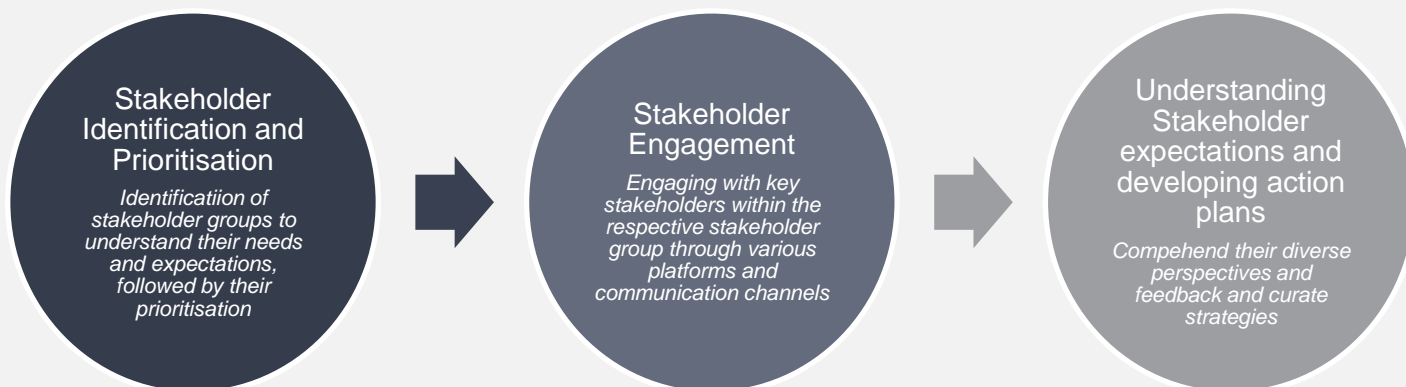 Stakeholder
Identification and
Prioritisation
Identificatiion of
stakeholder groups to
understand their needs
and expectations,
followed by their
prioritisation
Stakeholder
Engagement
Engaging with key
stakeholders within the
respective stakeholder
group through various
platforms and
communication channels
Understanding
Stakeholder
expectations and
developing action
plans
Compehend their diverse
perspectives and
feedback and curate
strategies